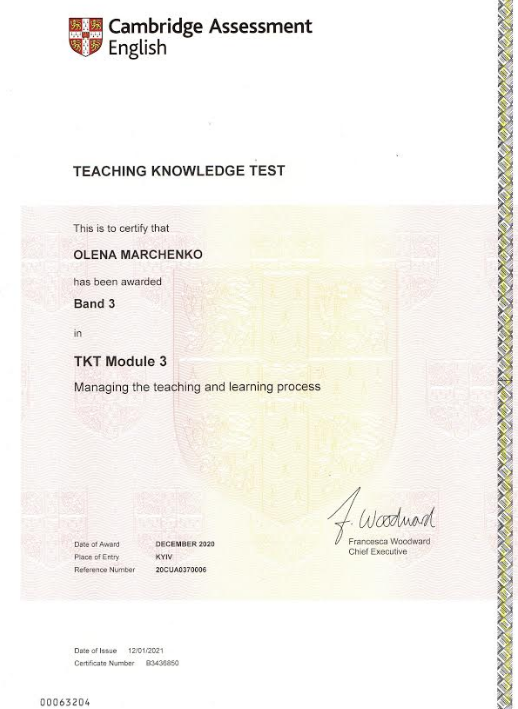 Cambridge Assessment
English
TEACHING KNOWLEDGE TEST
This is to certify that
OLENA MARCHENKO
has been awarded
Band 3
in
TKT Module 3
Managing the teaching and learning process
F. Woodward
Francesca Woodward
Chief Executive
Date of Award DECEMBER 2020
Place of Entry KYIV
Reference Number 20CUA0370006
Date of Issue 12/01/2021
Certificate Number B3436850
00063204